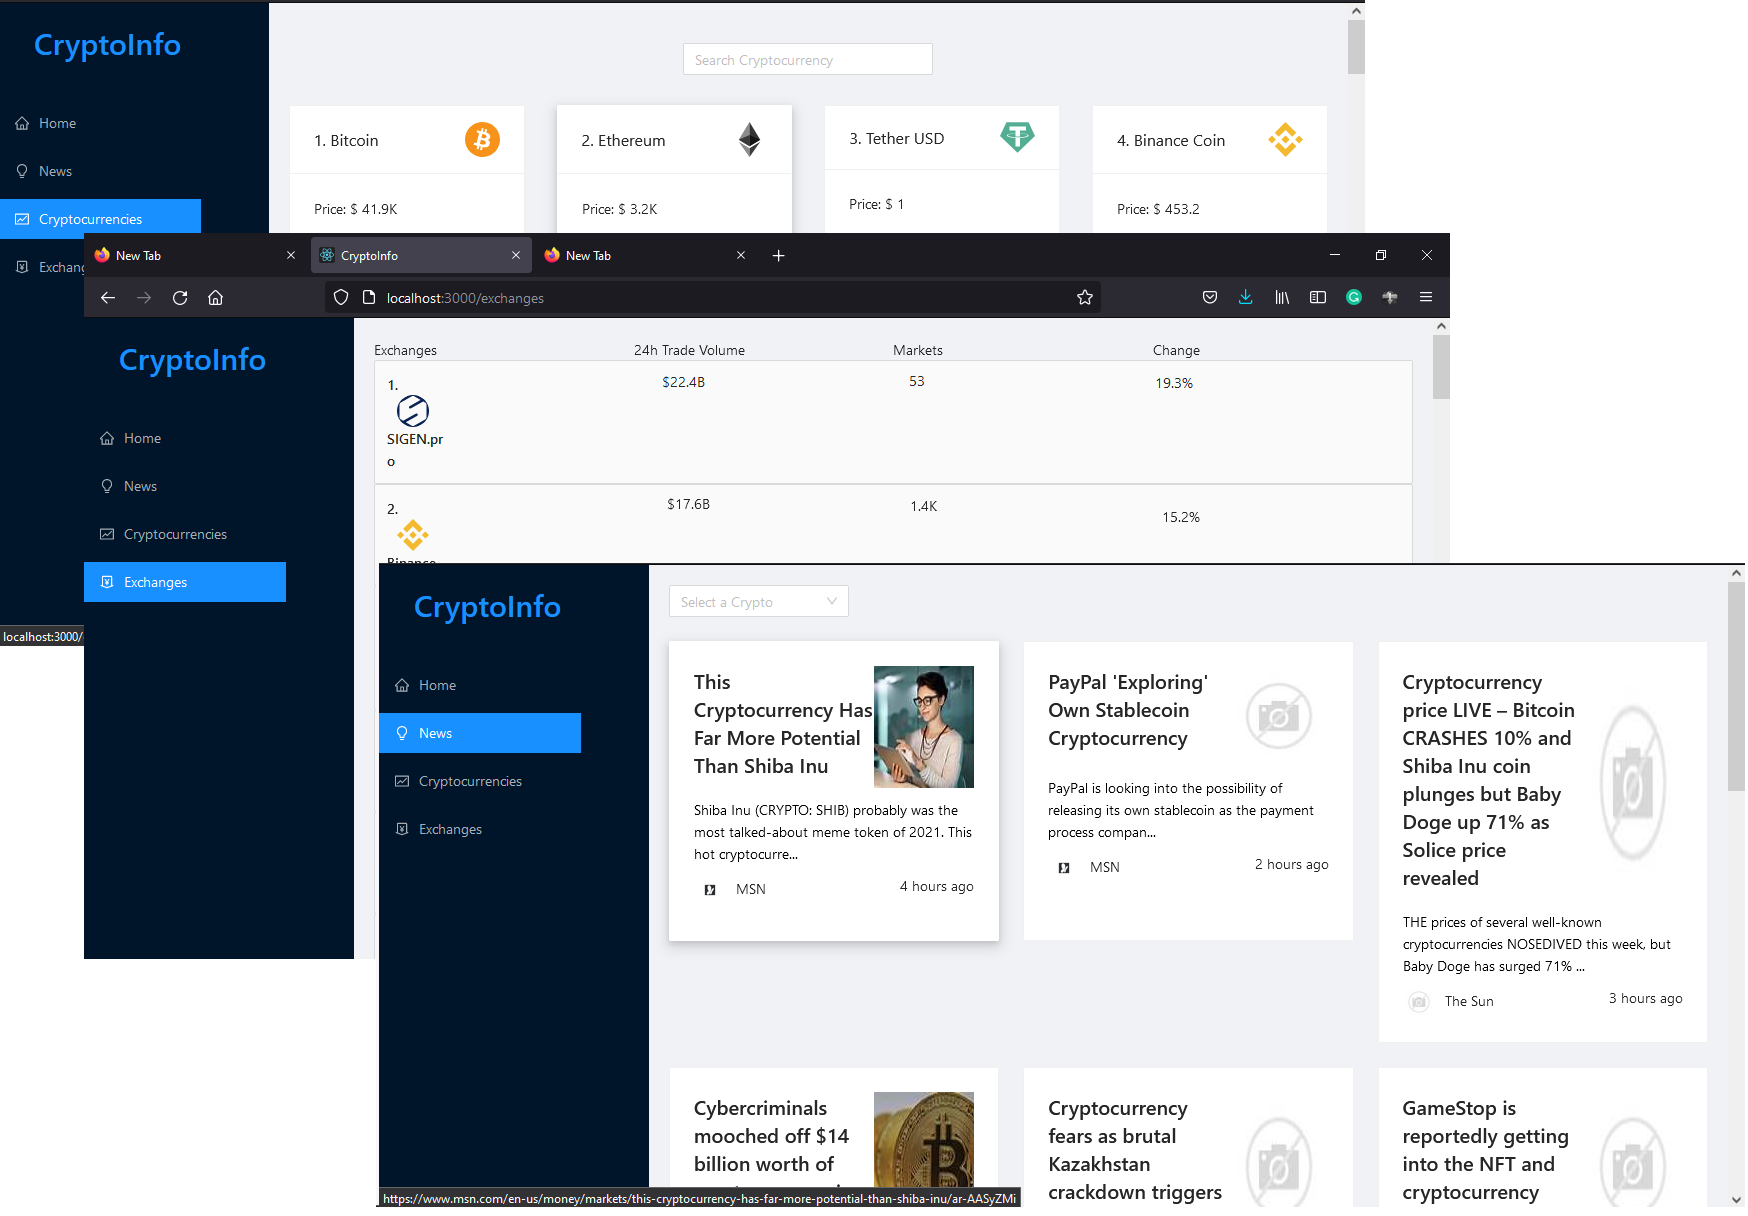 CryptoInfo
Home
News
Cryptocurrencies
Exchang
localhost:3000/
Search Cryptocurrency
1. Bitcoin
Price: $ 41.9K
2. Ethereum
Price: $ 3.2K
3. Tether USD
Price: $ 1
4. Binance Coin
Price: $ 453.2
New Tab
CryptoInfo
New Tab
localhost:3000/exchanges
CryptoInfo
Home
News
Cryptocurrencies
Exchanges
Exchanges 24h Trade Volume Markets Change
1. $22.4B 53 19.3%
SIGEN.pr
o
2. $17.6B 1.4K 15.2%
Binance
CryptoInfo
Home
News
Cryptocurrencies
Exchanges
Select a Crypto
This
Cryptocurrency Has
Far More Potential
Than Shiba Inu
Shiba Inu (CRYPTO: SHIB) probably was the
most talked-about meme token of 2021. This
hot cryptocurre...
MSN 4 hours ago
PayPal 'Exploring'
Own Stablecoin
Cryptocurrency
PayPal is looking into the possibility of
releasing its own stablecoin as the payment
process compan...
MSN 2 hours ago
Cryptocurrency
price LIVE – Bitcoin
CRASHES 10% and
Shiba Inu coin
plunges but Baby
Doge up 71% as
Solice price
revealed
THE prices of several well-known
cryptocurrencies NOSEDIVED this week, but
Baby Doge has surged 71% ...
The Sun 3 hours ago
Cybercriminals
mooched off $14
billion worth of
Cryptocurrency
fears as brutal
Kazakhstan
crackdown triggers
GameStop is
reportedly getting
into the NFT and
cryptocurrency
https://www.msn.com/en-us/money/markets/this-cryptocurrency-has-far-more-potential-than-shiba-inu/ar-AASyZMi